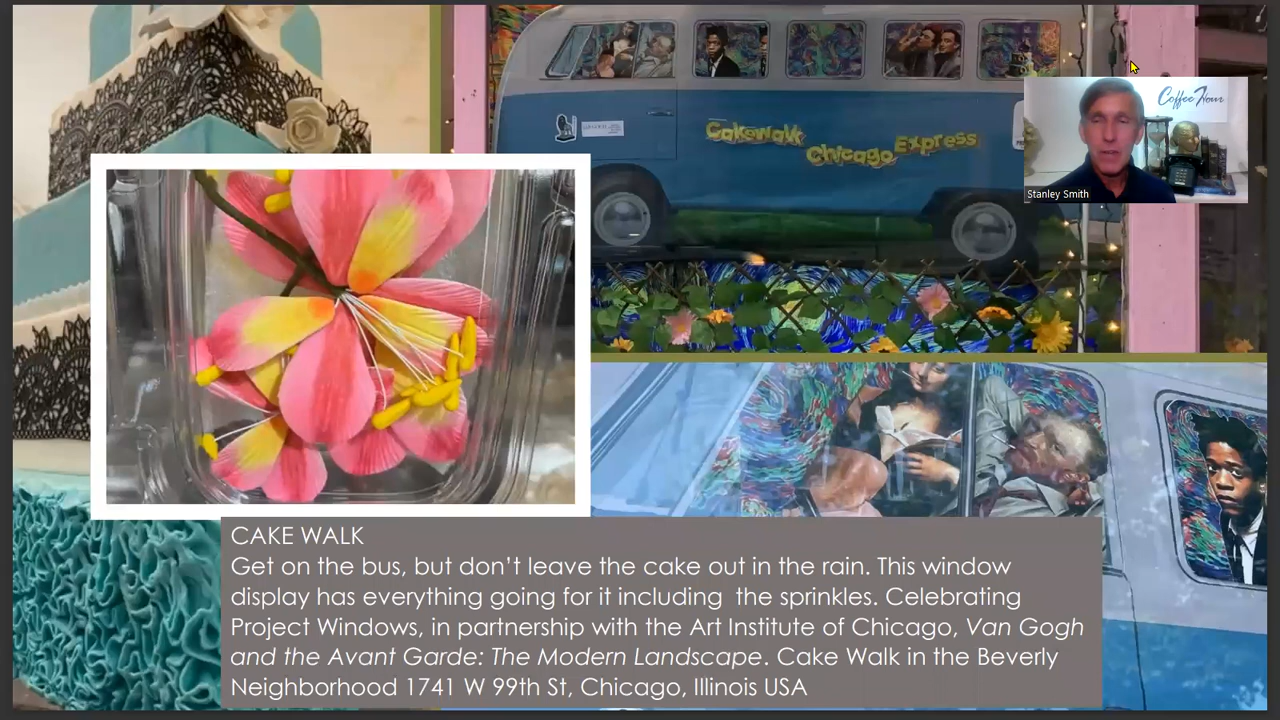 Cakewalk
Chicago Express
Coffee Hour
Stanley Smith
CAKE WALK
Get on the bus, but don’t leave the cake out in the rain. This window
display has everything going for it including  the sprinkles. Celebrating
Project Windows, in partnership with the Art Institute of Chicago, Van Gogh
and the Avant Garde: The Modern Landscape. Cake Walk in the Beverly
Neighborhood 1741 W 99th St, Chicago, Illinois USA